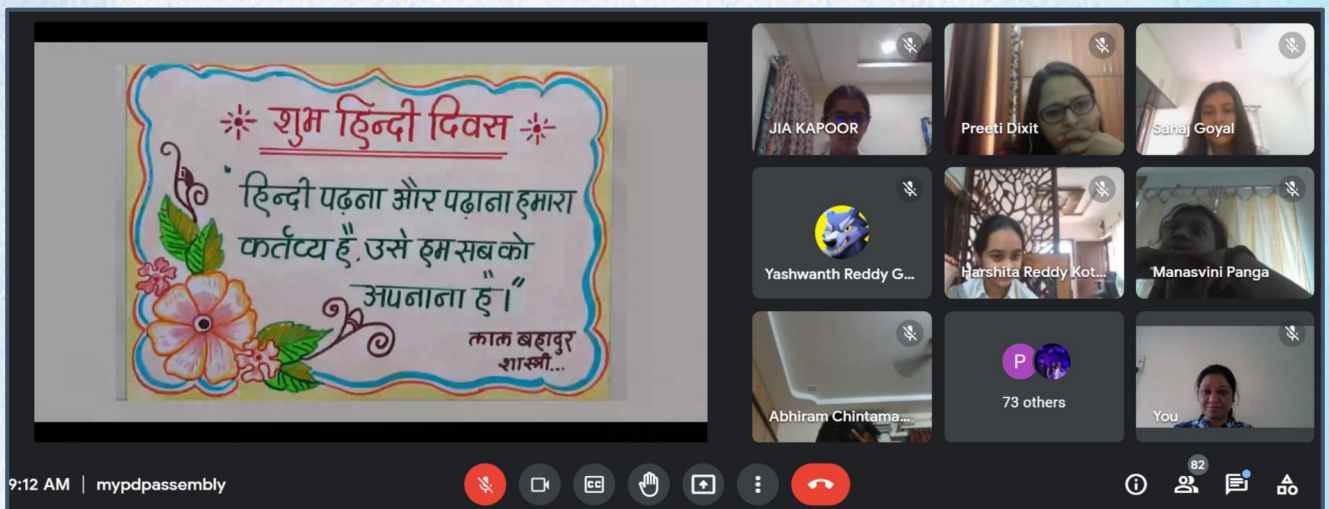 शुभ हिन्दी दिवस
"हिन्दी पढ़ना और पढ़ाना हमारा
कर्तव्य है, उसे हम सब को
अपनाना है।"
लाल बहादुर
शास्त्री...
JIA KAPOOR
Preeti Dixit
Sahaj Goyal
Yashwanth Reddy G...
Harshita Reddy Kot...
Manasvini Panga
Abhiram Chintama...
P
73 others
You
9:12 AM | mypdpassembly
CC
82